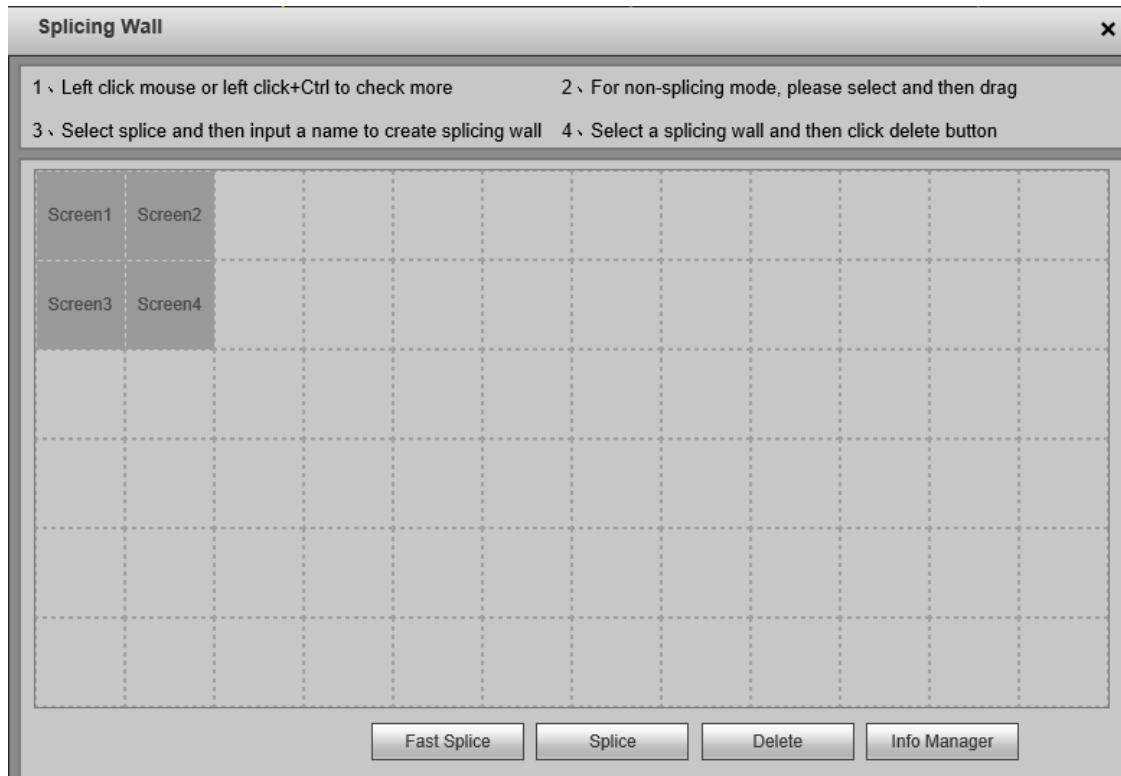 Splicing Wall
×
1、Left click mouse or left click+Ctrl to check more
2、For non-splicing mode, please select and then drag
3、Select splice and then input a name to create splicing wall
4、Select a splicing wall and then click delete button
Screen1 Screen2
Screen3 Screen4
Fast Splice Splice Delete Info Manager